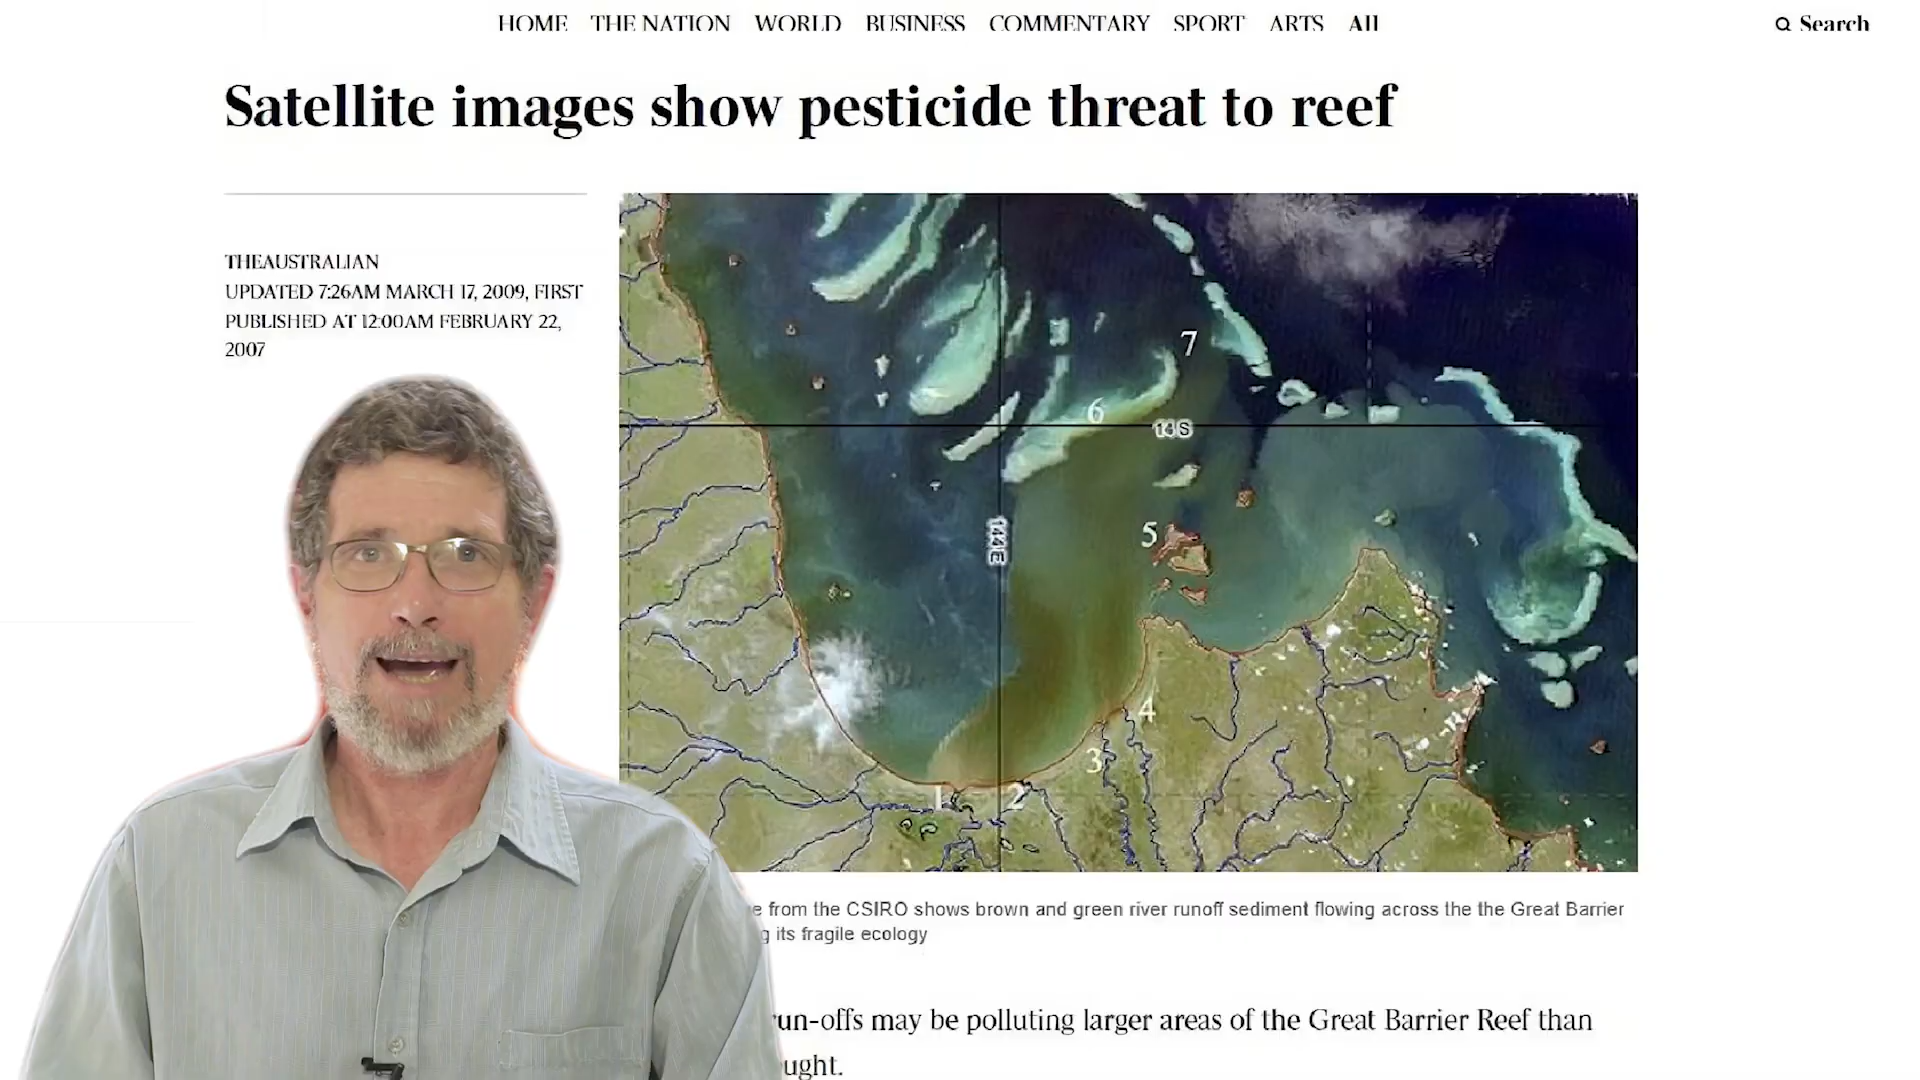 HOME THE NATION WORLD BUSINESS COMMENTARY SPORT ARTS All
Search
Satellite images show pesticide threat to reef
THEAUSTRALIAN
UPDATED 7:26AM MARCH 17, 2009, FIRST
PUBLISHED AT 12:00AM FEBRUARY 22,
2007
7
6
14S
5
144E
4
3
1
2
from the CSIRO shows brown and green river runoff sediment flowing across the the Great Barrier
its fragile ecology
run-offs may be polluting larger areas of the Great Barrier Reef than